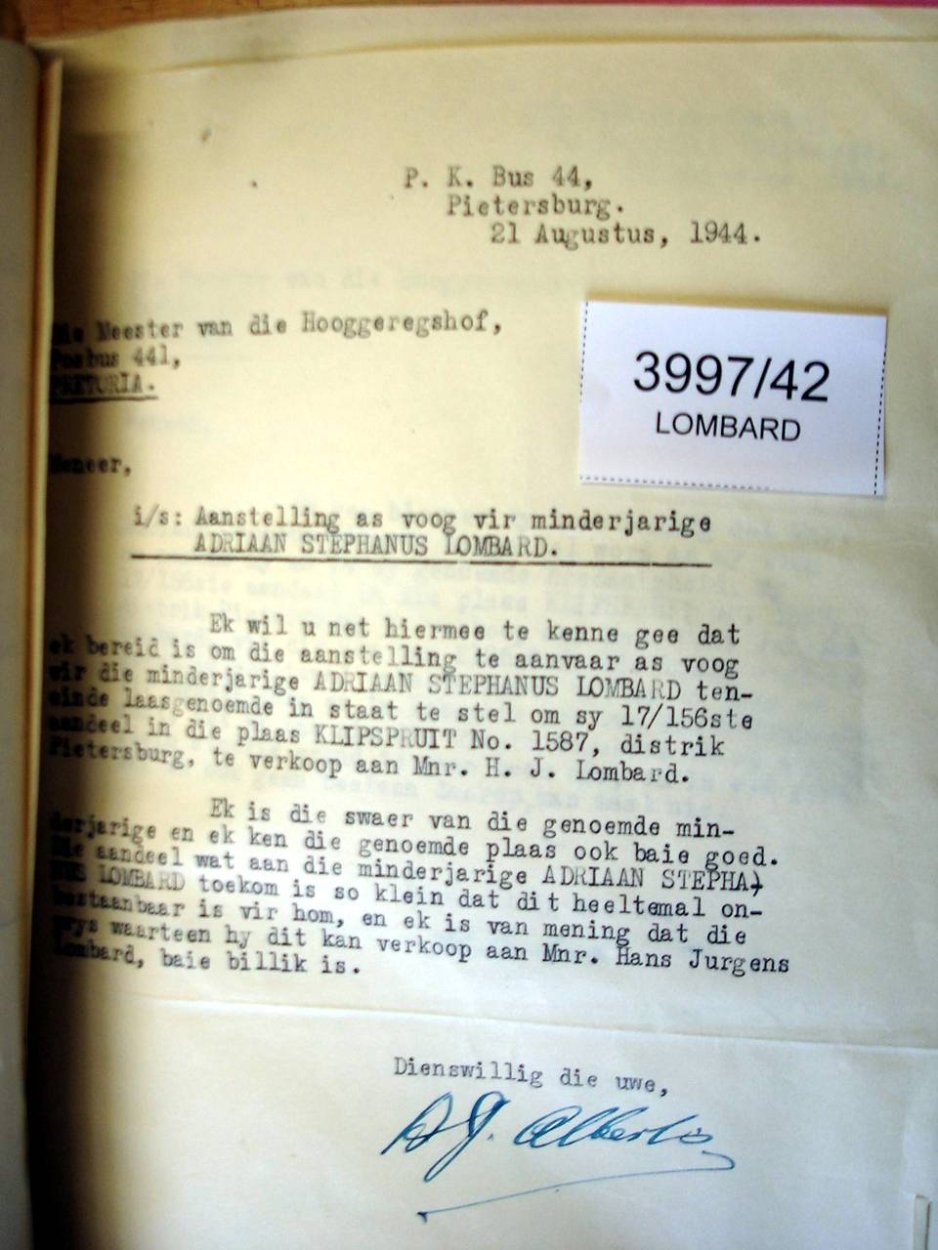 P. K. Bus 44,
Pietersburg.
21 Augustus, 1944.
Die Meester van die Hooggeregshof,
Posbus 441,
PRETORIA.
3997/42
LOMBARD
Meneer,
i/s: Aanstelling as voog vir minderjarige
ADRIAAN STEPHANUS LOMBARD.
Ek wil u net hiermee te kenne gee dat
ek bereid is om die aanstelling te aanvaar as voog
vir die minderjarige ADRIAAN STEPHANUS LOMBARD ten-
einde laasgenoemde in staat te stel om sy 17/156ste
aandeel in die plaas KLIPSPRUIT No. 1587, distrik
Pietersburg, te verkoop aan Mnr. H. J. Lombard.
Ek is die swaer van die genoemde min-
derjarige en ek ken die genoemde plaas ook baie goed.
Die aandeel wat aan die minderjarige ADRIAAN STEPHA-
NUS LOMBARD toekom is so klein dat dit heeltemal on-
bestaanbaar is vir hom, en ek is van mening dat die
prys waarteen hy dit kan verkoop aan Mnr. Hans Jurgens
Lombard, baie billik is.
Dienswillig die uwe,
J. Alberts